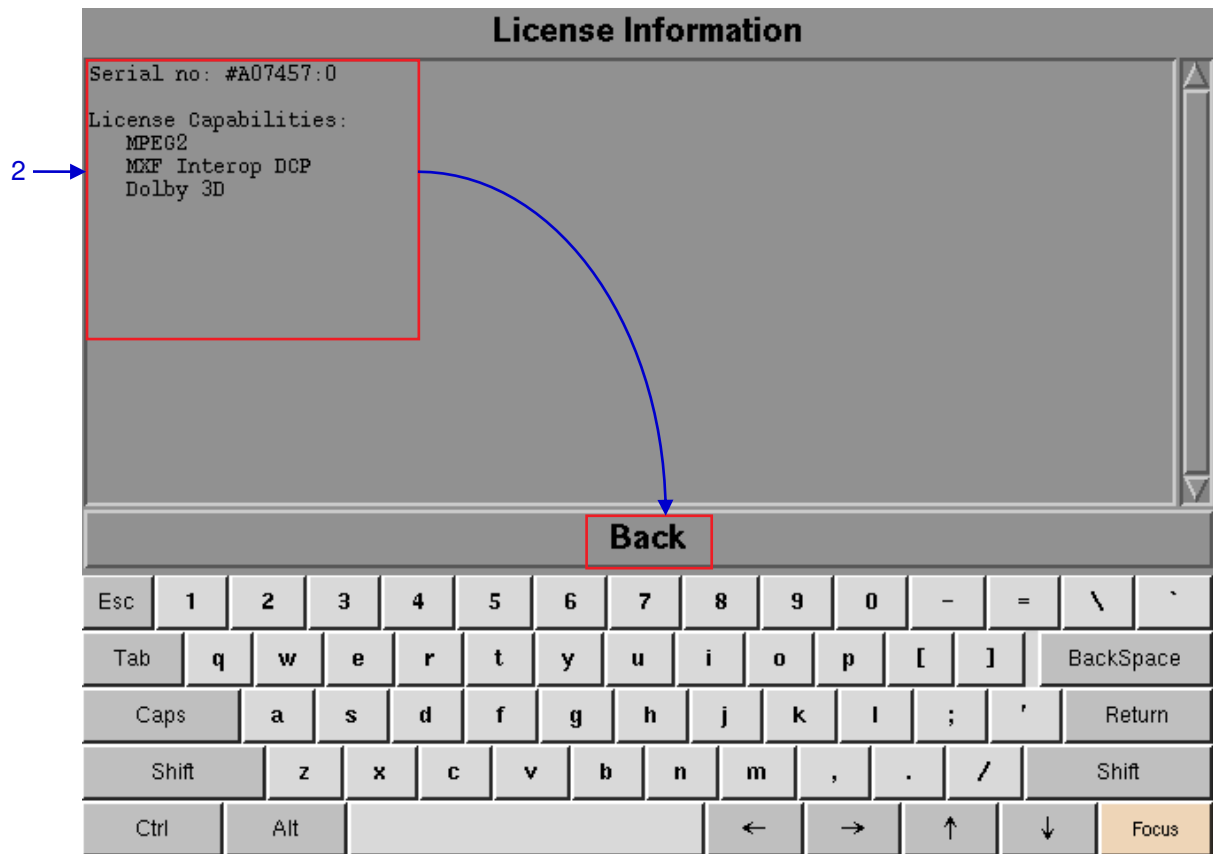 License Information
Serial no: #A07457:0
License Capabilities:
MPEG2
MXF Interop DCP
Dolby 3D
2
Back
Esc 1 2 3 4 5 6 7 8 9 0 - = \ `
Tab q w e r t y u i o p [ ] BackSpace
Caps a s d f g h j k l ; ' Return
Shift z x c v b n m , . / Shift
Ctrl Alt ← → ↑ ↓ Focus